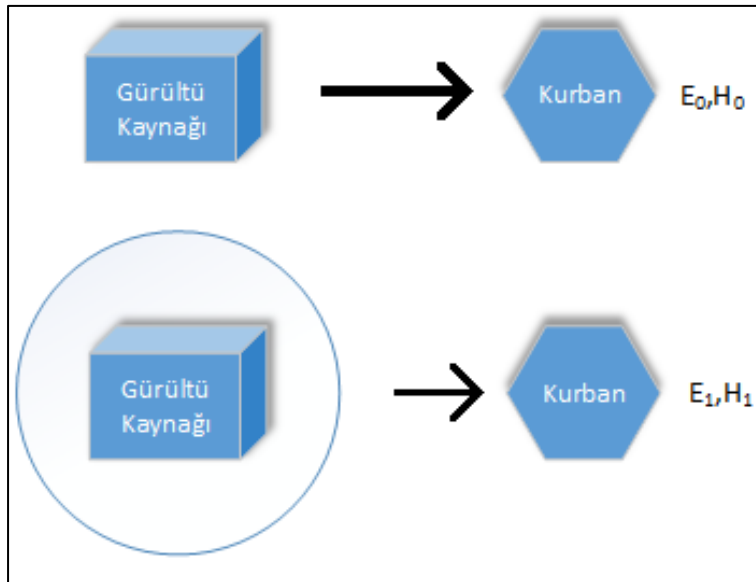 Gürültü
Kaynağı
Kurban
E₀,H₀
Gürültü
Kaynağı
Kurban
E₁,H₁